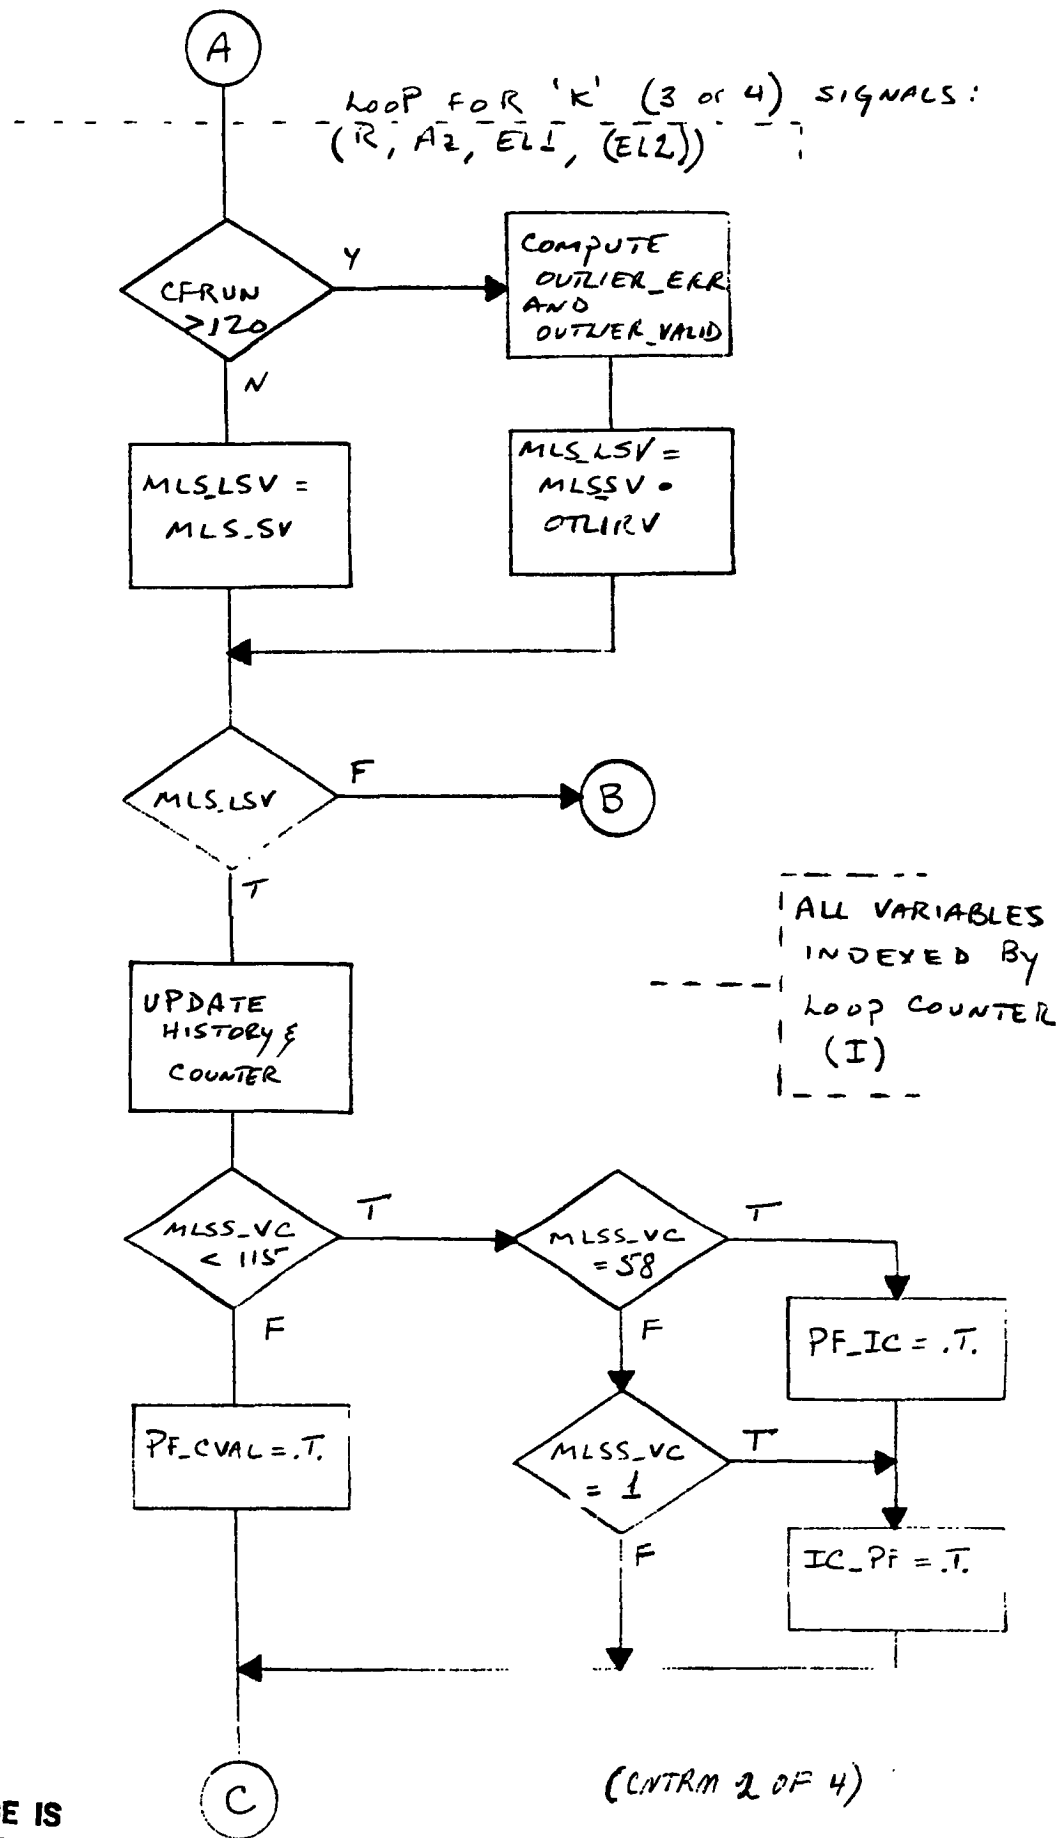 A
LOOP FOR 'K' (3 or 4) SIGNALS:
(R, AZ, EL1, (EL2))
CFRUN
>120
Y
N
COMPUTE
OUTLIER_ERR
AND
OUTLIER_VALID
MLS_LSV =
MLS_SV
MLS_LSV =
MLSSV •
OTLIRV
MLS_LSV
F
B
T
ALL VARIABLES
INDEXED By
LOOP COUNTER
(I)
UPDATE
HISTORY &
COUNTER
MLSS_VC
< 115
T
F
MLSS_VC
= 58
T
F
PF_IC = .T.
PF_CVAL = .T.
MLSS_VC
= 1
T
F
IC_PF = .T.
C
(CNTRM 2 OF 4)
E IS